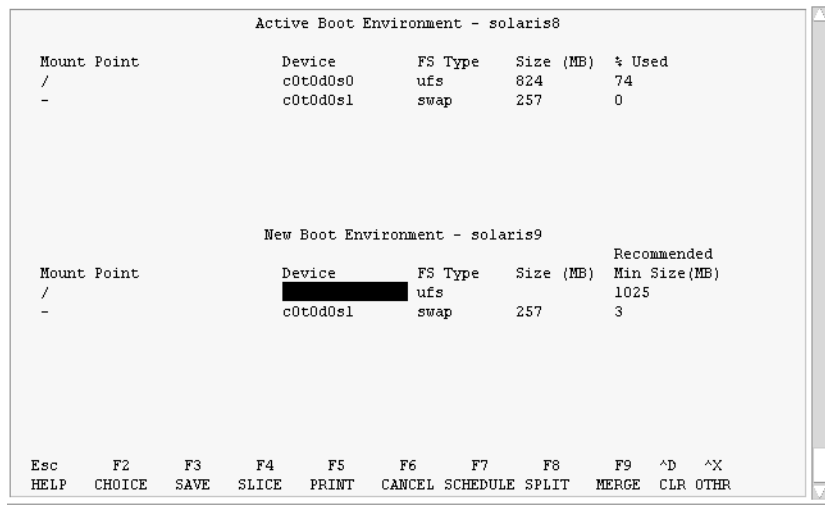 Active Boot Environment - solaris8
Mount Point Device FS Type Size (MB) % Used
/ c0t0d0s0 ufs 824 74
- c0t0d0s1 swap 257 0
New Boot Environment - solaris9
Recommended
Mount Point Device FS Type Size (MB) Min Size(MB)
/ ufs 1025
- c0t0d0s1 swap 257 3
Esc F2 F3 F4 F5 F6 F7 F8 F9 ^D ^X
HELP CHOICE SAVE SLICE PRINT CANCEL SCHEDULE SPLIT MERGE CLR OTHR